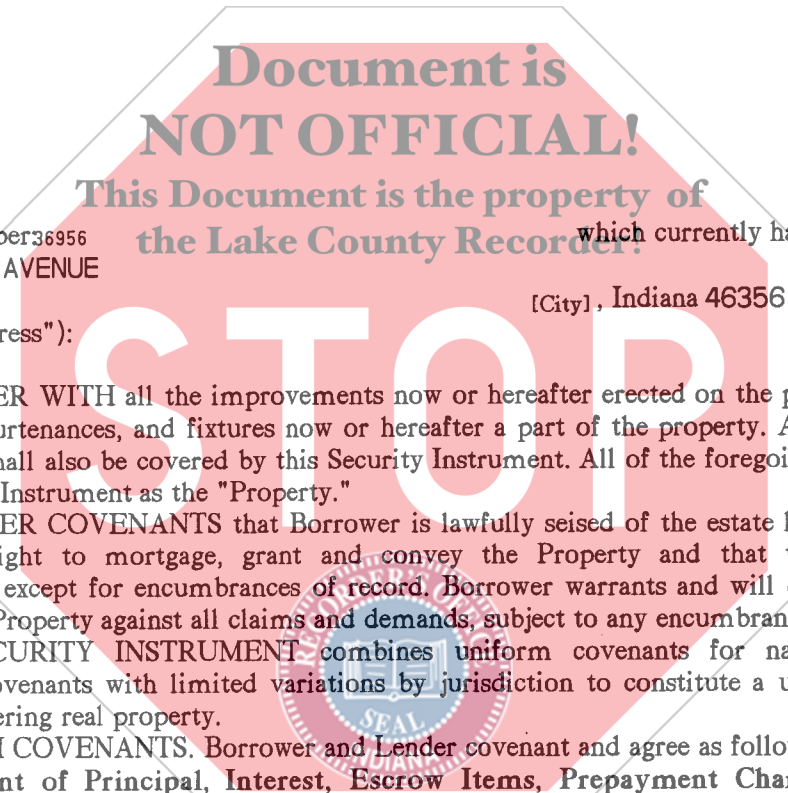 Document is
NOT OFFICIAL!
This Document is the property of
the Lake County Recorder!
ber36956 which currently ha
AVENUE
[City] , Indiana 46356
ress"):
STOP
ER WITH all the improvements now or hereafter erected on the p
urtenances, and fixtures now or hereafter a part of the property. A
hall also be covered by this Security Instrument. All of the foregoi
Instrument as the "Property."
ER COVENANTS that Borrower is lawfully seised of the estate
ight to mortgage, grant and convey the Property and that
except for encumbrances of record. Borrower warrants and will
Property against all claims and demands, subject to any encumbran
CURITY INSTRUMENT combines uniform covenants for na
ovenants with limited variations by jurisdiction to constitute a u
ering real property.
SEAL
INDIANA
COVENANTS. Borrower and Lender covenant and agree as follow
nt of Principal, Interest, Escrow Items, Prepayment Char